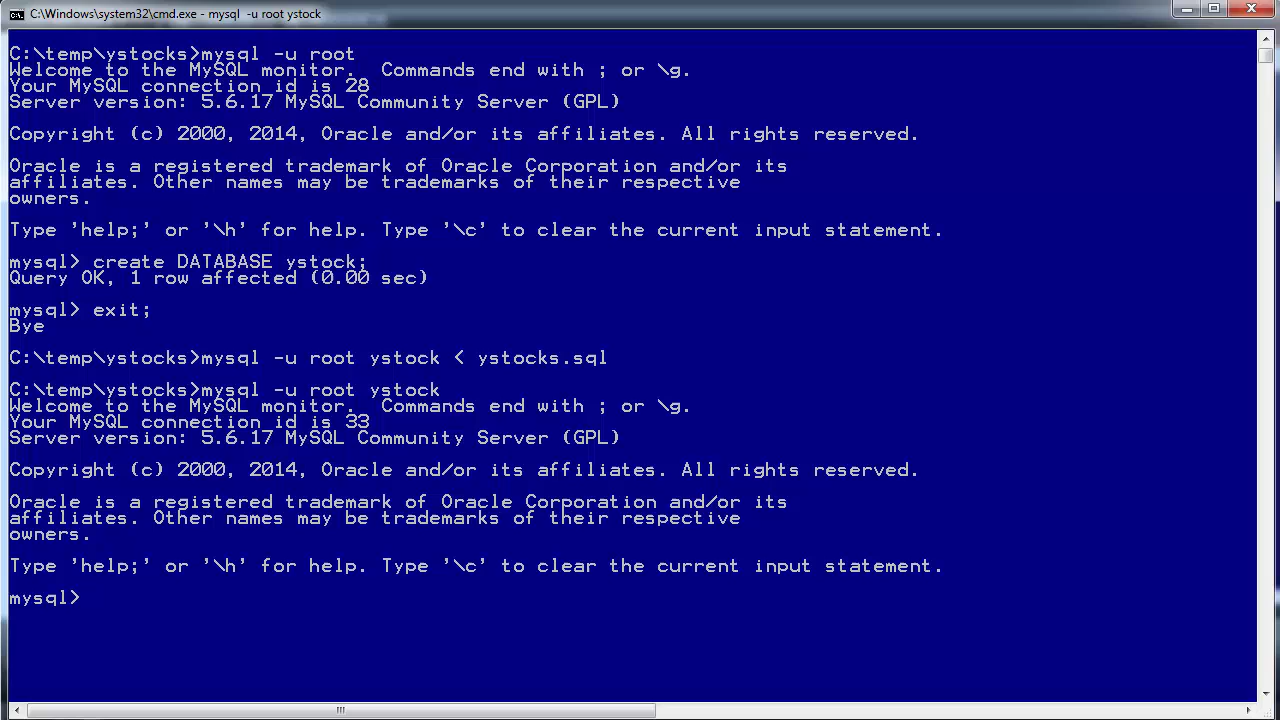 C:\Windows\system32\cmd.exe - mysql  -u root ystock
C:\temp\ystocks>mysql -u root
Welcome to the MySQL monitor.  Commands end with ; or \g.
Your MySQL connection id is 28
Server version: 5.6.17 MySQL Community Server (GPL)
Copyright (c) 2000, 2014, Oracle and/or its affiliates. All rights reserved.
Oracle is a registered trademark of Oracle Corporation and/or its
affiliates. Other names may be trademarks of their respective
owners.
Type 'help;' or '\h' for help. Type '\c' to clear the current input statement.
mysql> create DATABASE ystock;
Query OK, 1 row affected (0.00 sec)
mysql> exit;
Bye
C:\temp\ystocks>mysql -u root ystock < ystocks.sql
C:\temp\ystocks>mysql -u root ystock
Welcome to the MySQL monitor.  Commands end with ; or \g.
Your MySQL connection id is 33
Server version: 5.6.17 MySQL Community Server (GPL)
Copyright (c) 2000, 2014, Oracle and/or its affiliates. All rights reserved.
Oracle is a registered trademark of Oracle Corporation and/or its
affiliates. Other names may be trademarks of their respective
owners.
Type 'help;' or '\h' for help. Type '\c' to clear the current input statement.
mysql>